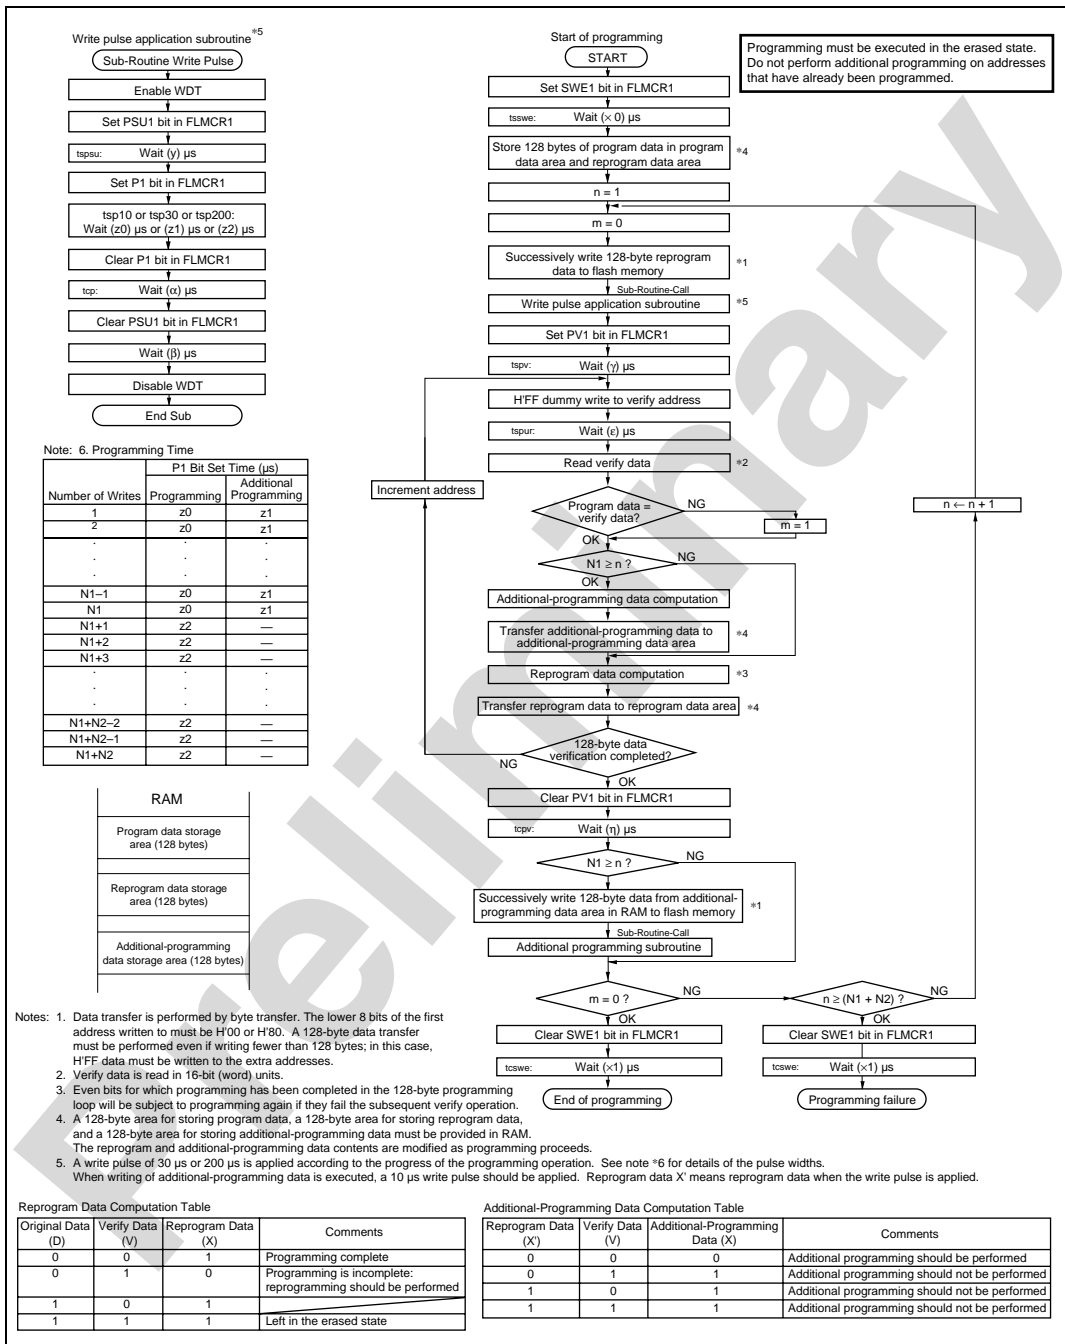 Write pulse application subroutine*5
Sub-Routine Write Pulse
Enable WDT
Set PSU1 bit in FLMCR1
tspsu: Wait (y) µs
Set P1 bit in FLMCR1
tsp10 or tsp30 or tsp200:
Wait (z0) µs or (z1) µs or (z2) µs
Clear P1 bit in FLMCR1
tcp: Wait (α) µs
Clear PSU1 bit in FLMCR1
Wait (β) µs
Disable WDT
End Sub
Note: 6. Programming Time
P1 Bit Set Time (µs)
Number of Writes Programming Additional Programming
1 z0 z1
2 z0 z1
. . .
. . .
. . .
N1–1 z0 z1
N1 z0 z1
N1+1 z2 —
N1+2 z2 —
N1+3 z2 —
. . .
. . .
. . .
N1+N2–2 z2 —
N1+N2–1 z2 —
N1+N2 z2 —
RAM
Program data storage
area (128 bytes)
Reprogram data storage
area (128 bytes)
Additional-programming
data storage area (128 bytes)
Start of programming
START
Programming must be executed in the erased state.
Do not perform additional programming on addresses
that have already been programmed.
Set SWE1 bit in FLMCR1
tsswe: Wait (× 0) µs
Store 128 bytes of program data in program
data area and reprogram data area *4
n = 1
m = 0
Successively write 128-byte reprogram
data to flash memory *1
Sub-Routine-Call
Write pulse application subroutine *5
Set PV1 bit in FLMCR1
tspv: Wait (γ) µs
H'FF dummy write to verify address
tspur: Wait (ε) µs
Read verify data *2
Increment address
Program data =
verify data?
NG
m = 1
OK
n ← n + 1
N1 ≥ n ?
NG
OK
Additional-programming data computation
Transfer additional-programming data to
additional-programming data area *4
Reprogram data computation *3
Transfer reprogram data to reprogram data area *4
128-byte data
verification completed?
NG
OK
Clear PV1 bit in FLMCR1
tcpv: Wait (η) µs
N1 ≥ n ?
NG
OK
Successively write 128-byte data from additional-
programming data area in RAM to flash memory *1
Sub-Routine-Call
Additional programming subroutine
m = 0 ?
NG
n ≥ (N1 + N2) ?
NG
OK
OK
Clear SWE1 bit in FLMCR1
Clear SWE1 bit in FLMCR1
tcswe: Wait (×1) µs
tcswe: Wait (×1) µs
End of programming
Programming failure
Notes: 1. Data transfer is performed by byte transfer. The lower 8 bits of the first
address written to must be H'00 or H'80. A 128-byte data transfer
must be performed even if writing fewer than 128 bytes; in this case,
H'FF data must be written to the extra addresses.
2. Verify data is read in 16-bit (word) units.
3. Even bits for which programming has been completed in the 128-byte programming
loop will be subject to programming again if they fail the subsequent verify operation.
4. A 128-byte area for storing program data, a 128-byte area for storing reprogram data,
and a 128-byte area for storing additional-programming data must be provided in RAM.
The reprogram and additional-programming data contents are modified as programming proceeds.
5. A write pulse of 30 µs or 200 µs is applied according to the progress of the programming operation. See note *6 for details of the pulse widths.
When writing of additional-programming data is executed, a 10 µs write pulse should be applied. Reprogram data X' means reprogram data when the write pulse is applied.
Reprogram Data Computation Table
Original Data (D) Verify Data (V) Reprogram Data (X) Comments
0 0 1 Programming complete
0 1 0 Programming is incomplete:
reprogramming should be performed
1 0 1
1 1 1 Left in the erased state
Additional-Programming Data Computation Table
Reprogram Data (X') Verify Data (V) Additional-Programming Data (X) Comments
0 0 0 Additional programming should be performed
0 1 1 Additional programming should not be performed
1 0 1 Additional programming should not be performed
1 1 1 Additional programming should not be performed
Preliminary